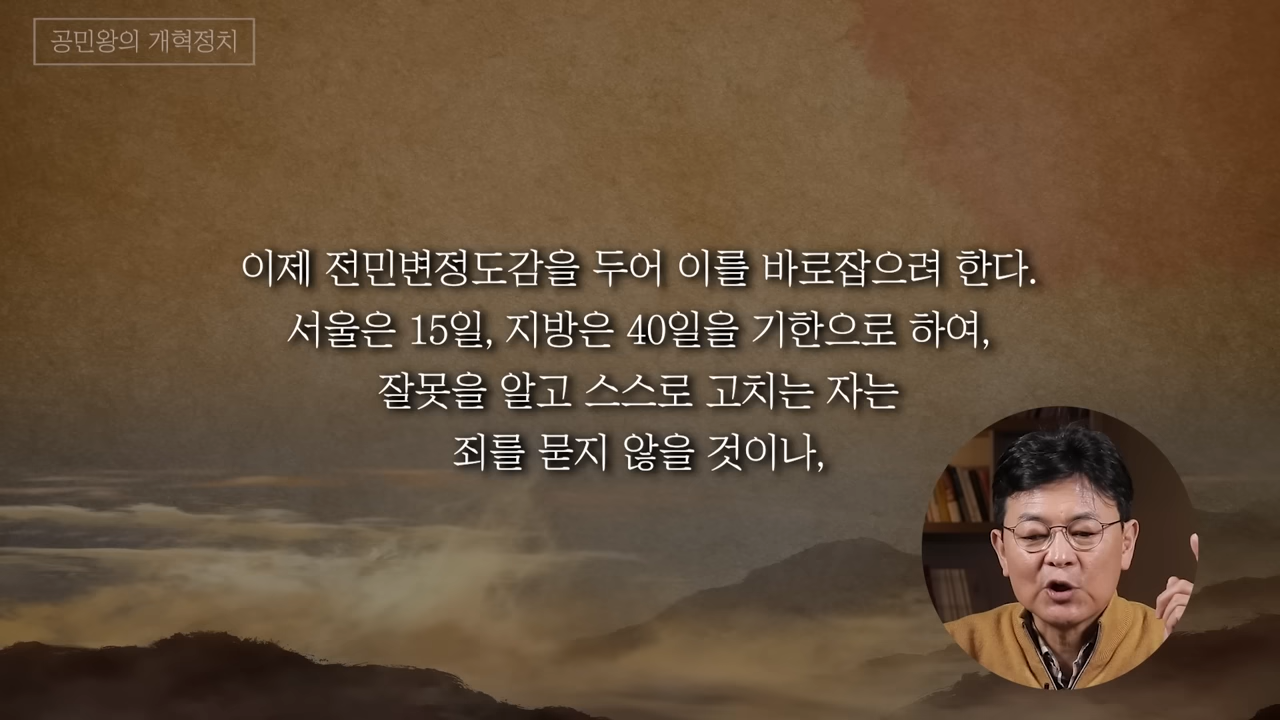 공민왕의 개혁정치
이제 전민변정도감을 두어 이를 바로잡으려 한다.
서울은 15일, 지방은 40일을 기한으로 하여,
잘못을 알고 스스로 고치는 자는
죄를 묻지 않을 것이나,